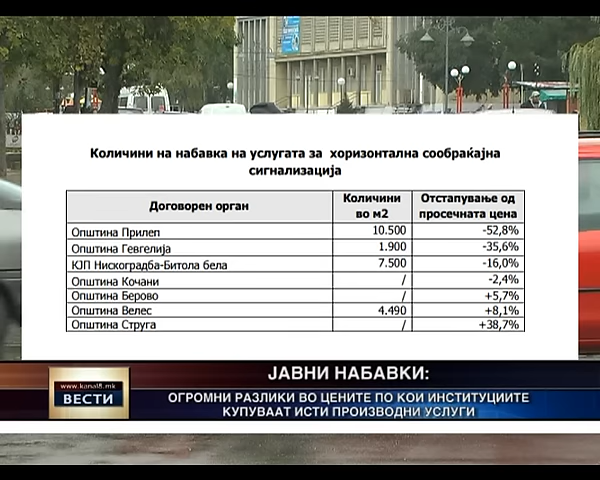 Количини на набавка на услугата за хоризонтална сообраќајна
сигнализација
Договорен орган Количини во м2 Отстапување од просечната цена
Општина Прилеп 10.500 -52,8%
Општина Гевгелија 1.900 -35,6%
КЈП Нискоградба-Битола бела 7.500 -16,0%
Општина Кочани / -2,4%
Општина Берово / +5,7%
Општина Велес 4.490 +8,1%
Општина Струга / +38,7%
ЈАВНИ НАБАВКИ:
www.kanal8.mk
ВЕСТИ
ОГРОМНИ РАЗЛИКИ ВО ЦЕНИТЕ ПО КОИ ИНСТИТУЦИИТЕ
КУПУВААТ ИСТИ ПРОИЗВОДНИ УСЛУГИ